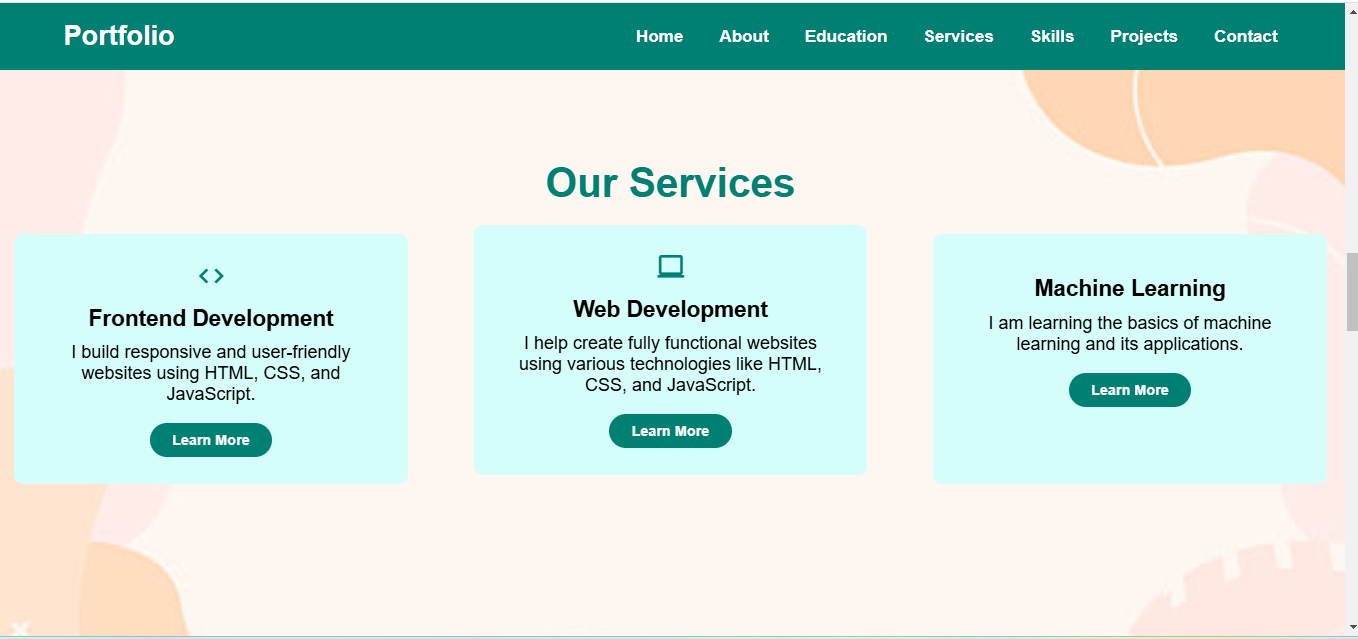 Portfolio
Home About Education Services Skills Projects Contact
Our Services
Frontend Development
I build responsive and user-friendly
websites using HTML, CSS, and
JavaScript.
Learn More
Web Development
I help create fully functional websites
using various technologies like HTML,
CSS, and JavaScript.
Learn More
Machine Learning
I am learning the basics of machine
learning and its applications.
Learn More